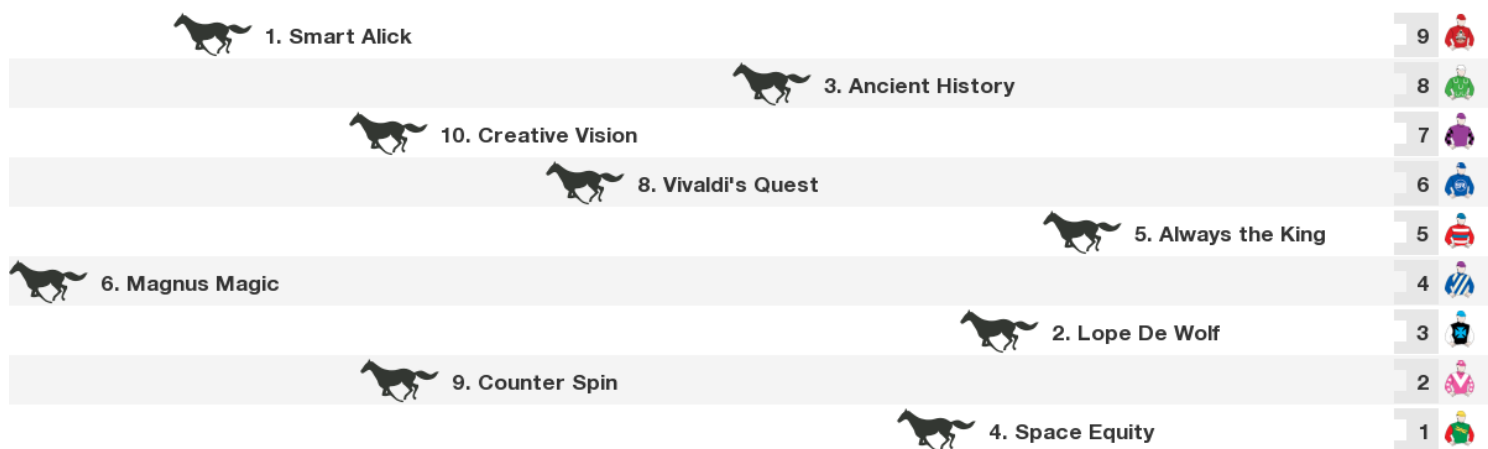 1. Smart Alick 9
3. Ancient History 8
10. Creative Vision 7
8. Vivaldi's Quest 6
5. Always the King 5
6. Magnus Magic 4
2. Lope De Wolf 3
9. Counter Spin 2
4. Space Equity 1